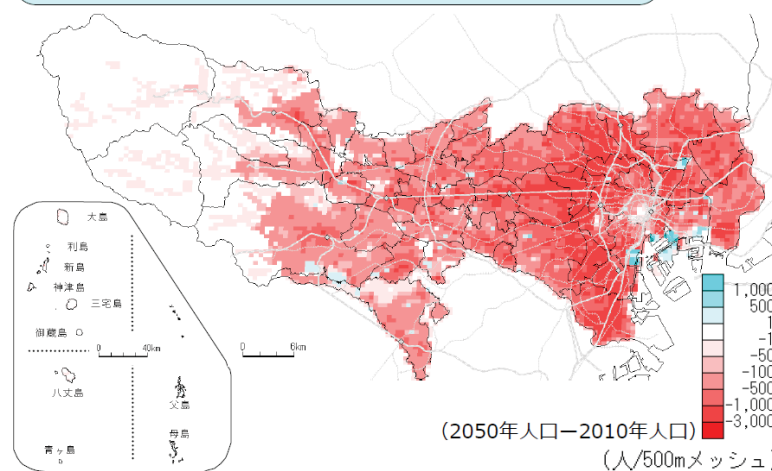 大島
利島
新島
神津島
三宅島
御蔵島
0 40km
0 6km
八丈島
父島
母島
青ヶ島
1,000
500
1
-1
-50
-100
-500
-1,000
-3,000
(2050年人口ー2010年人口)
(人/500mメッシュ)